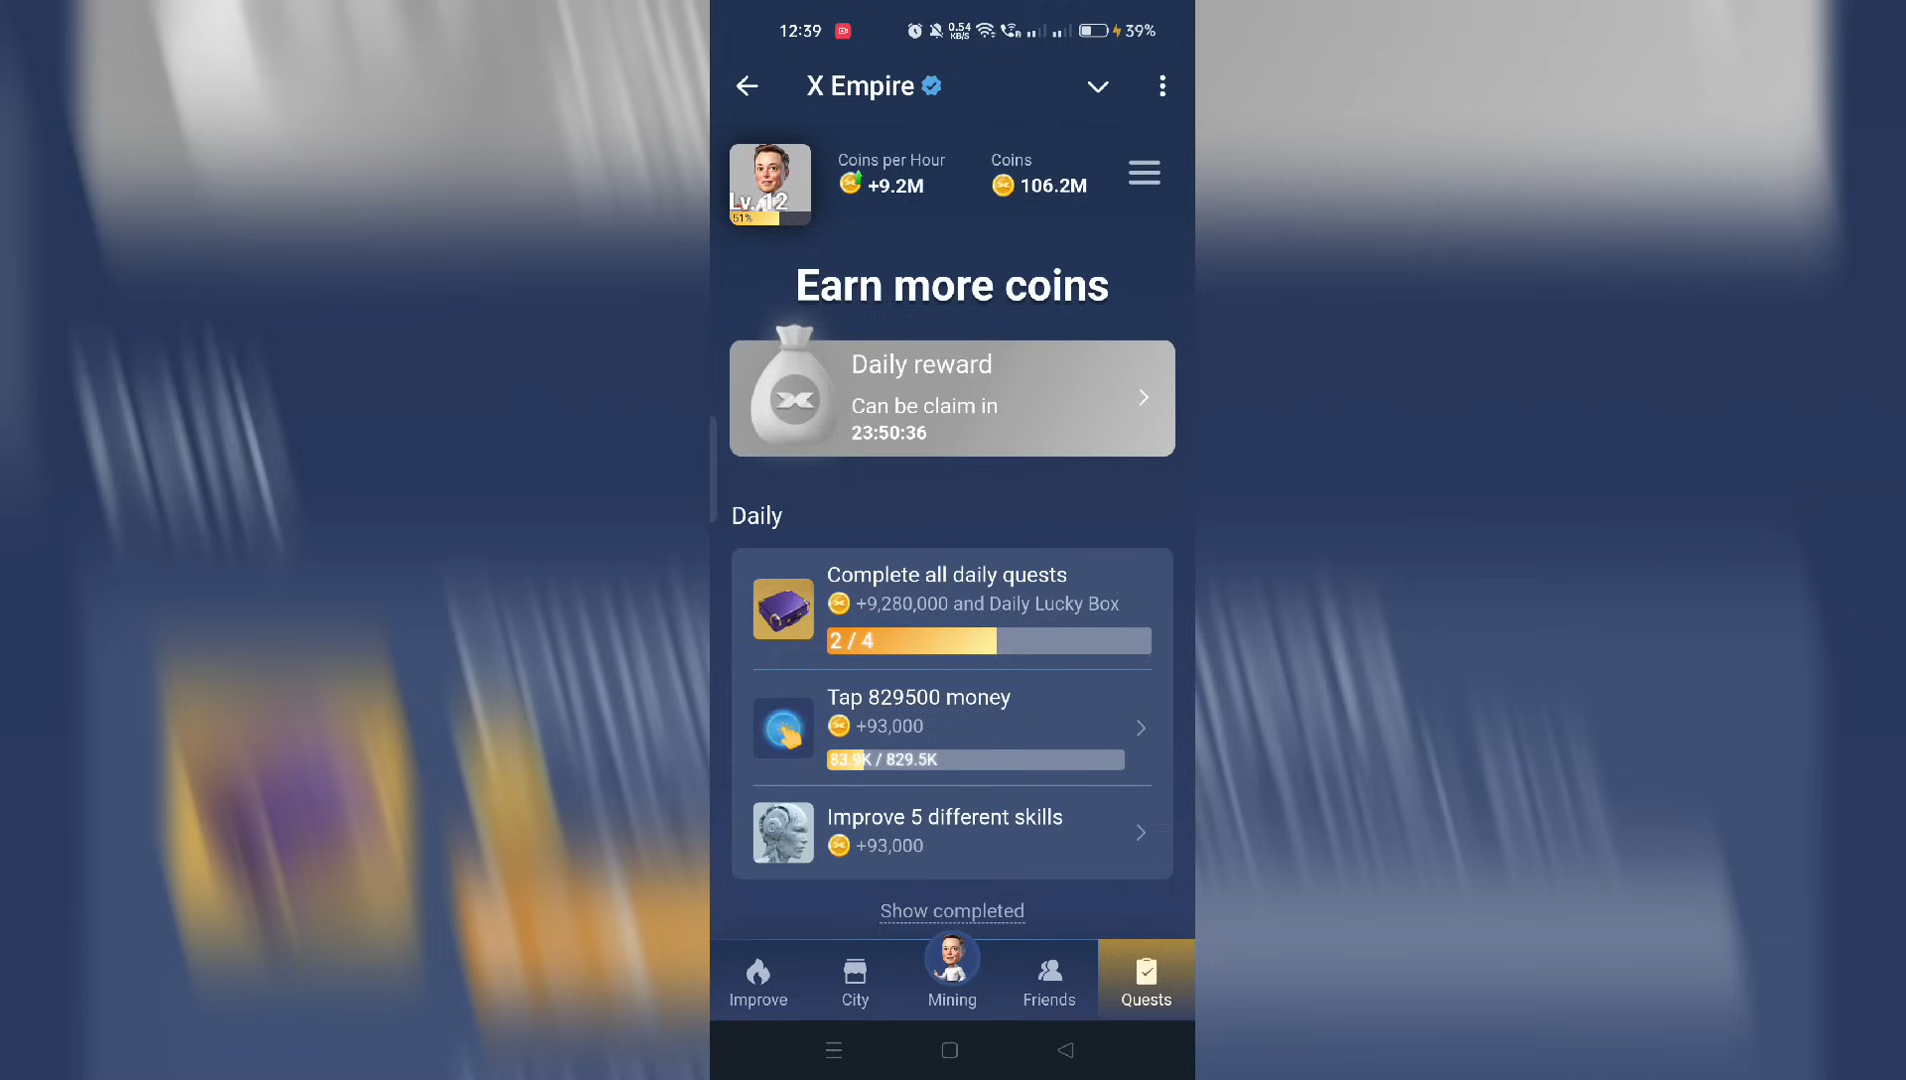 12:39
0.54
KB/S
39%
X Empire
Lv. 12
51%
Coins per Hour
+9.2M
Coins
106.2M
Earn more coins
Daily reward
Can be claim in
23:50:36
Daily
Complete all daily quests
+9,280,000 and Daily Lucky Box
2 / 4
Tap 829500 money
+93,000
83.9K / 829.5K
Improve 5 different skills
+93,000
Show completed
Improve
City
Mining
Friends
Quests